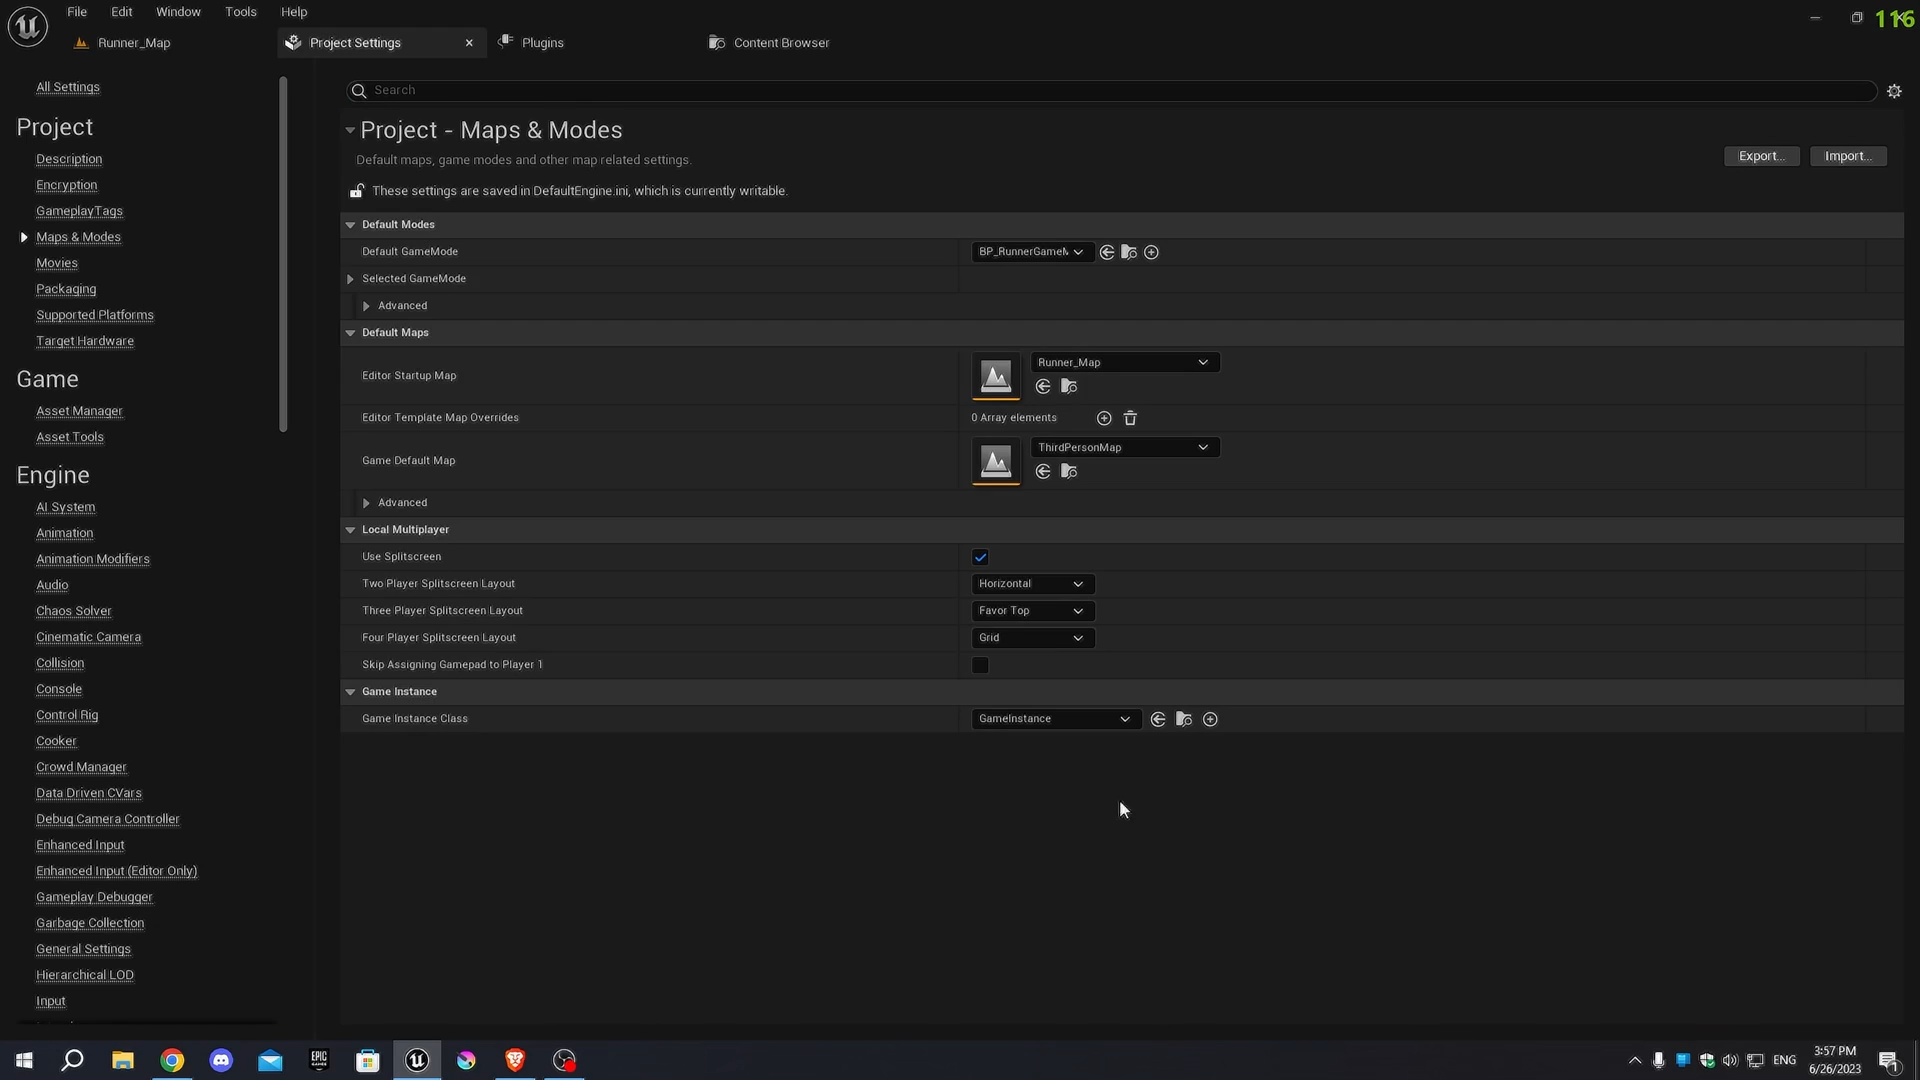 File Edit Window Tools Help
116
Runner_Map
Project Settings
Plugins
Content Browser
All Settings
Project
Description
Encryption
GameplayTags
Maps & Modes
Movies
Packaging
Supported Platforms
Target Hardware
Game
Asset Manager
Asset Tools
Engine
AI System
Animation
Animation Modifiers
Audio
Chaos Solver
Cinematic Camera
Collision
Console
Control Rig
Cooker
Crowd Manager
Data Driven CVars
Debug Camera Controller
Enhanced Input
Enhanced Input (Editor Only)
Gameplay Debugger
Garbage Collection
General Settings
Hierarchical LOD
Input
Search
Project - Maps & Modes
Default maps, game modes and other map related settings.
Export...
Import...
These settings are saved in DefaultEngine.ini, which is currently writable.
Default Modes
Default GameMode
BP_RunnerGameM
Selected GameMode
Advanced
Default Maps
Editor Startup Map
Runner_Map
Editor Template Map Overrides
0 Array elements
Game Default Map
ThirdPersonMap
Advanced
Local Multiplayer
Use Splitscreen
Two Player Splitscreen Layout
Horizontal
Three Player Splitscreen Layout
Favor Top
Four Player Splitscreen Layout
Grid
Skip Assigning Gamepad to Player 1
Game Instance
Game Instance Class
GameInstance
EPIC
GAMES
ENG
3:57 PM
6/26/2023
1